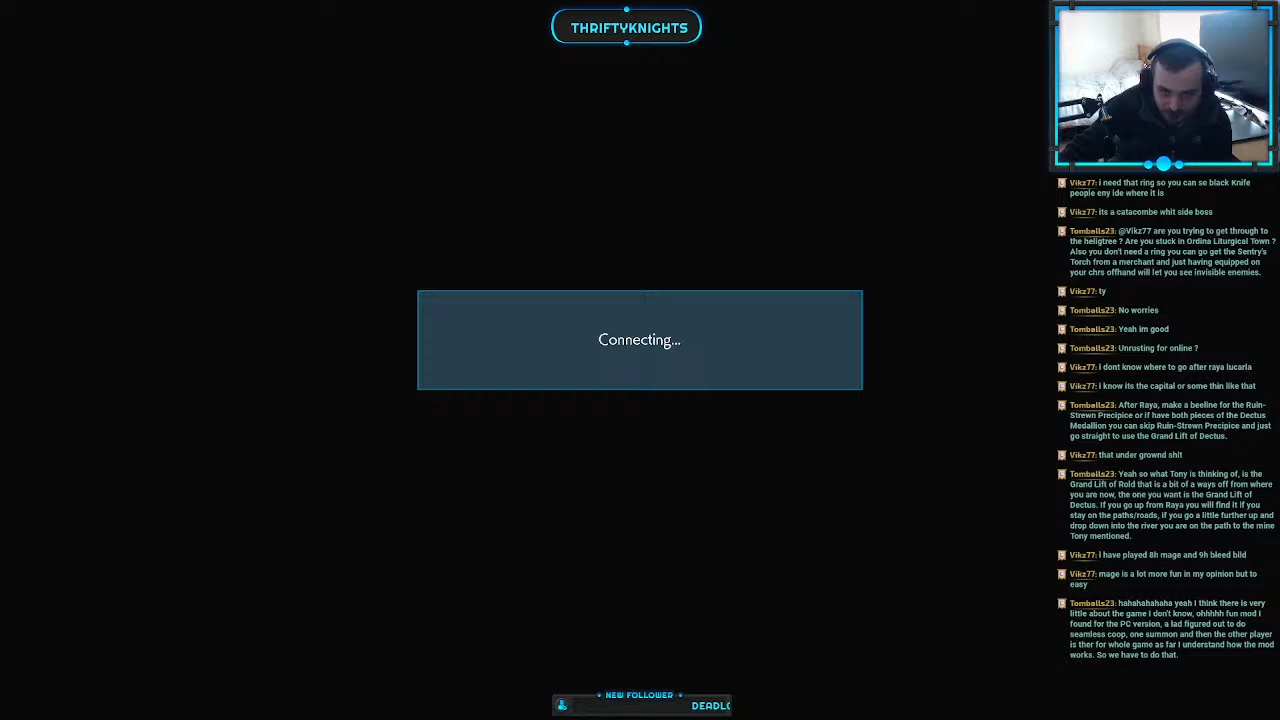 THRIFTYKNIGHTS
Connecting...
Vikz77: i need that ring so you can se black Knife
people eny ide where it is
Vikz77: its a catacombe whit side boss
Tomballs23: @Vikz77 are you trying to get through to
the heligtree ? Are you stuck in Ordina Liturgical Town ?
Also you don't need a ring you can go get the Sentry's
Torch from a merchant and just having equipped on
your chrs offhand will let you see invisible enemies.
Vikz77: ty
Tomballs23: No worries
Tomballs23: Yeah im good
Tomballs23: Unrusting for online ?
Vikz77: i dont know where to go after raya lucarla
Vikz77: i know its the capital or some thin like that
Tomballs23: After Raya, make a beeline for the Ruin-
Strewn Precipice or if have both pieces of the Dectus
Medallion you can skip Ruin-Strewn Precipice and just
go straight to use the Grand Lift of Dectus.
Vikz77: that under grownd shit
Tomballs23: Yeah so what Tony is thinking of, is the
Grand Lift of Rold that is a bit of a ways off from where
you are now, the one you want is the Grand Lift of
Dectus. If you go up from Raya you will find it if you
stay on the paths/roads, if you go a little further up and
drop down into the river you are on the path to the mine
Tony mentioned.
Vikz77: i have played 8h mage and 9h bleed bild
Vikz77: mage is a lot more fun in my opinion but to
easy
Tomballs23: hahahahahaha yeah I think there is very
little about the game I don't know, ohhhhh fun mod I
found for the PC version, a lad figured out to do
seamless coop, one summon and then the other player
is ther for whole game as far I understand how the mod
works. So we have to do that.
NEW FOLLOWER